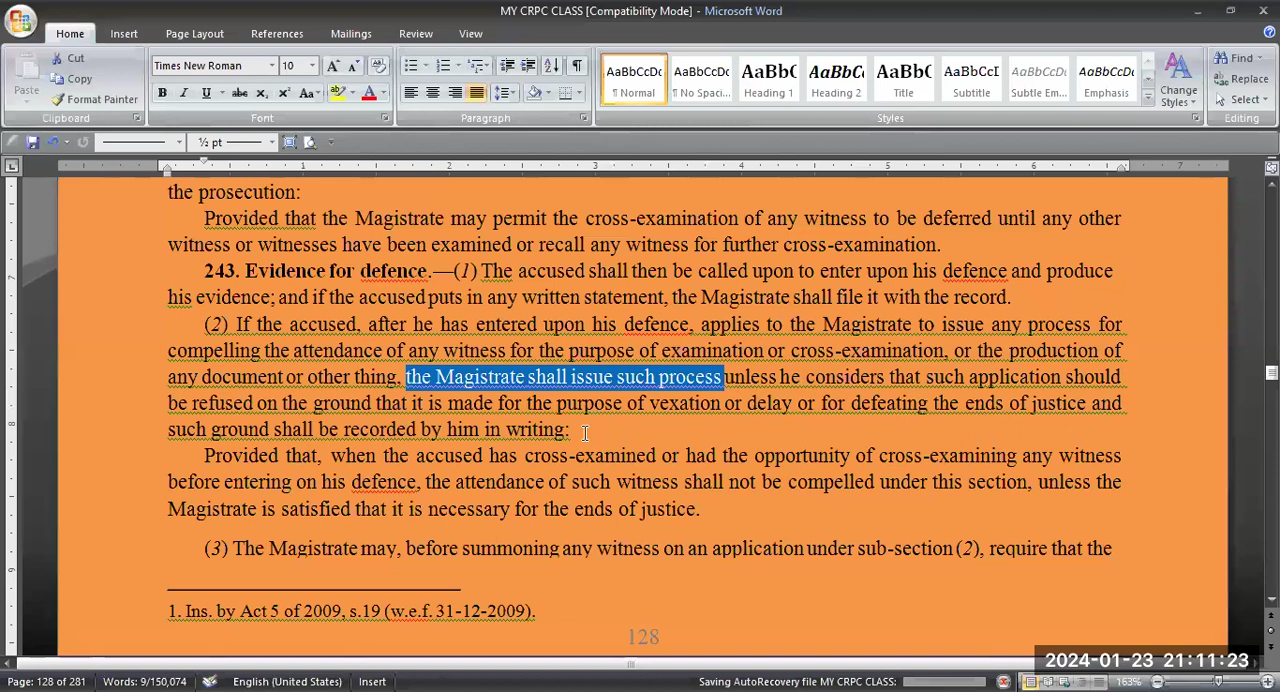 MY CRPC CLASS [Compatibility Mode] - Microsoft Word
Home Insert Page Layout References Mailings Review View
Paste Cut Copy Format Painter Clipboard
Times New Roman 10 Font
Paragraph
AaBbCcDc AaBbCcDc AaBbC AaBbCc AaBbC AaBbCcI AaBbCcDc AaBbCcDc
¶ Normal ¶ No Spaci... Heading 1 Heading 2 Title Subtitle Subtle Em... Emphasis
Change Styles Styles
Find Replace Select Editing
½ pt
1 2 3 4 5 6 7
the prosecution:
Provided that the Magistrate may permit the cross-examination of any witness to be deferred until any other
witness or witnesses have been examined or recall any witness for further cross-examination.
243. Evidence for defence.—(1) The accused shall then be called upon to enter upon his defence and produce
his evidence; and if the accused puts in any written statement, the Magistrate shall file it with the record.
(2) If the accused, after he has entered upon his defence, applies to the Magistrate to issue any process for
compelling the attendance of any witness for the purpose of examination or cross-examination, or the production of
any document or other thing, the Magistrate shall issue such process unless he considers that such application should
be refused on the ground that it is made for the purpose of vexation or delay or for defeating the ends of justice and
such ground shall be recorded by him in writing:
Provided that, when the accused has cross-examined or had the opportunity of cross-examining any witness
before entering on his defence, the attendance of such witness shall not be compelled under this section, unless the
Magistrate is satisfied that it is necessary for the ends of justice.
(3) The Magistrate may, before summoning any witness on an application under sub-section (2), require that the
1. Ins. by Act 5 of 2009, s.19 (w.e.f. 31-12-2009).
128
2024-01-23 21:11:23
Page: 128 of 281 Words: 9/150,074 English (United States) Insert Saving AutoRecovery file MY CRPC CLASS: 163%